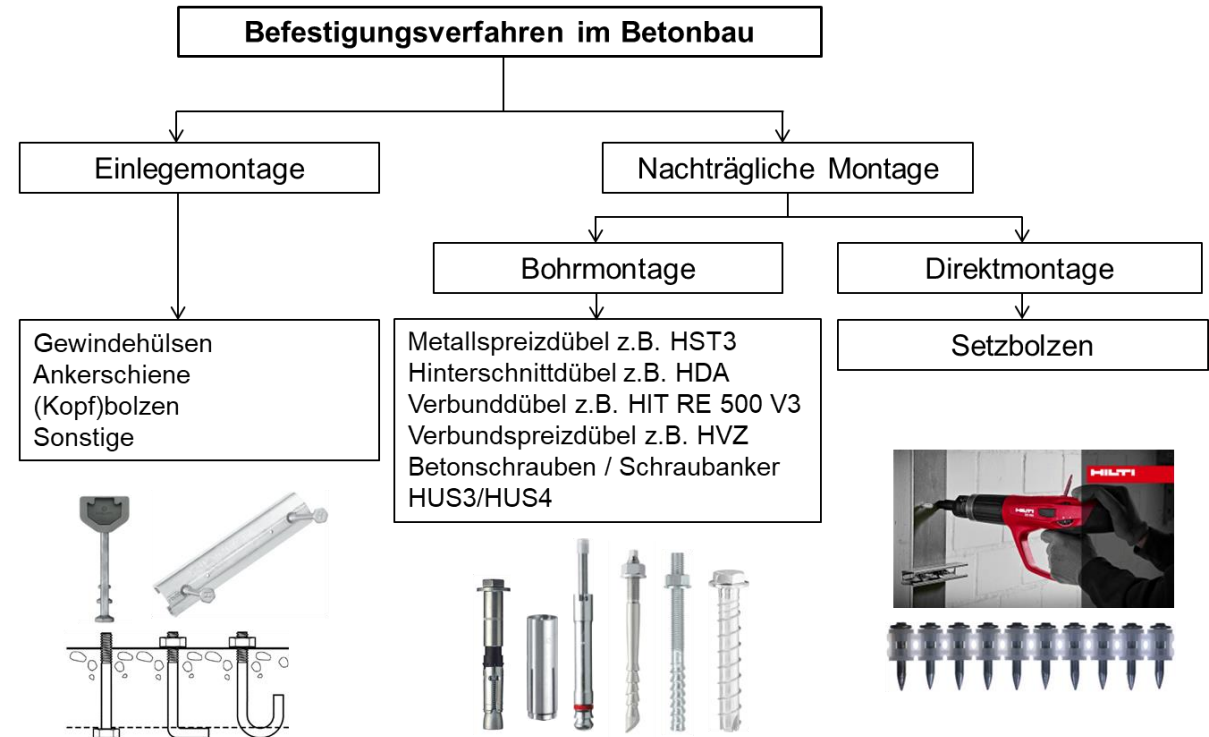 Befestigungsverfahren im Betonbau
Einlegemontage
Nachträgliche Montage
Bohrmontage
Direktmontage
Gewindehülsen
Ankerschiene
(Kopf)bolzen
Sonstige
Metallspreizdübel z.B. HST3
Hinterschnittdübel z.B. HDA
Verbunddübel z.B. HIT RE 500 V3
Verbundspreizdübel z.B. HVZ
Betonschrauben / Schraubanker
HUS3/HUS4
Setzbolzen
HILTI
HILTI